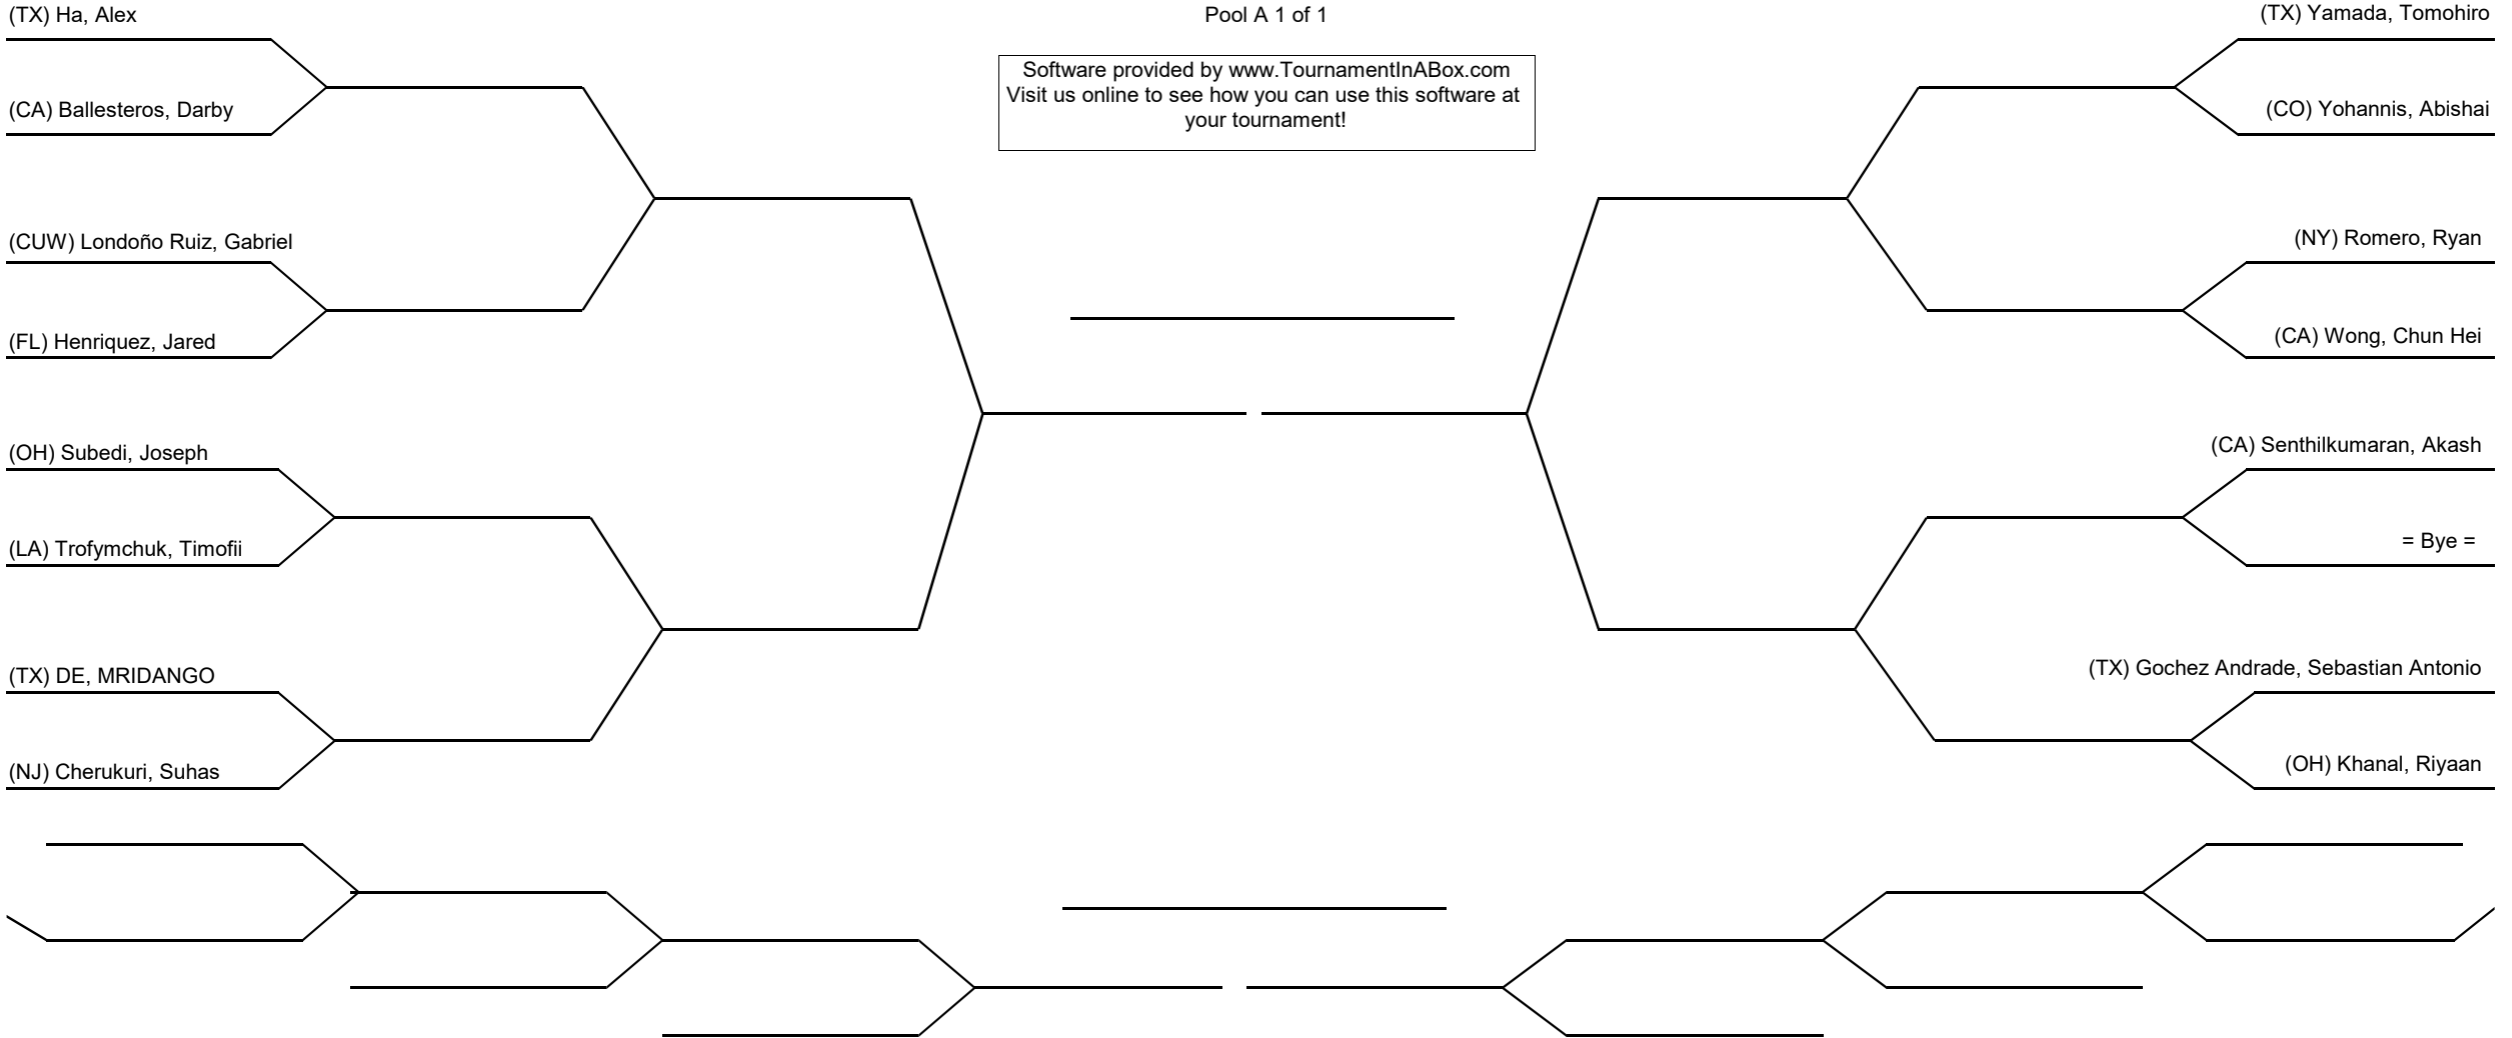 (TX) Ha, Alex
(CA) Ballesteros, Darby
(CUW) Londoño Ruiz, Gabriel
(FL) Henriquez, Jared
(OH) Subedi, Joseph
(LA) Trofymchuk, Timofii
(TX) DE, MRIDANGO
(NJ) Cherukuri, Suhas
Pool A 1 of 1
Software provided by www.TournamentInABox.com
Visit us online to see how you can use this software at
your tournament!
(TX) Yamada, Tomohiro
(CO) Yohannis, Abishai
(NY) Romero, Ryan
(CA) Wong, Chun Hei
(CA) Senthilkumaran, Akash
= Bye =
(TX) Gochez Andrade, Sebastian Antonio
(OH) Khanal, Riyaan